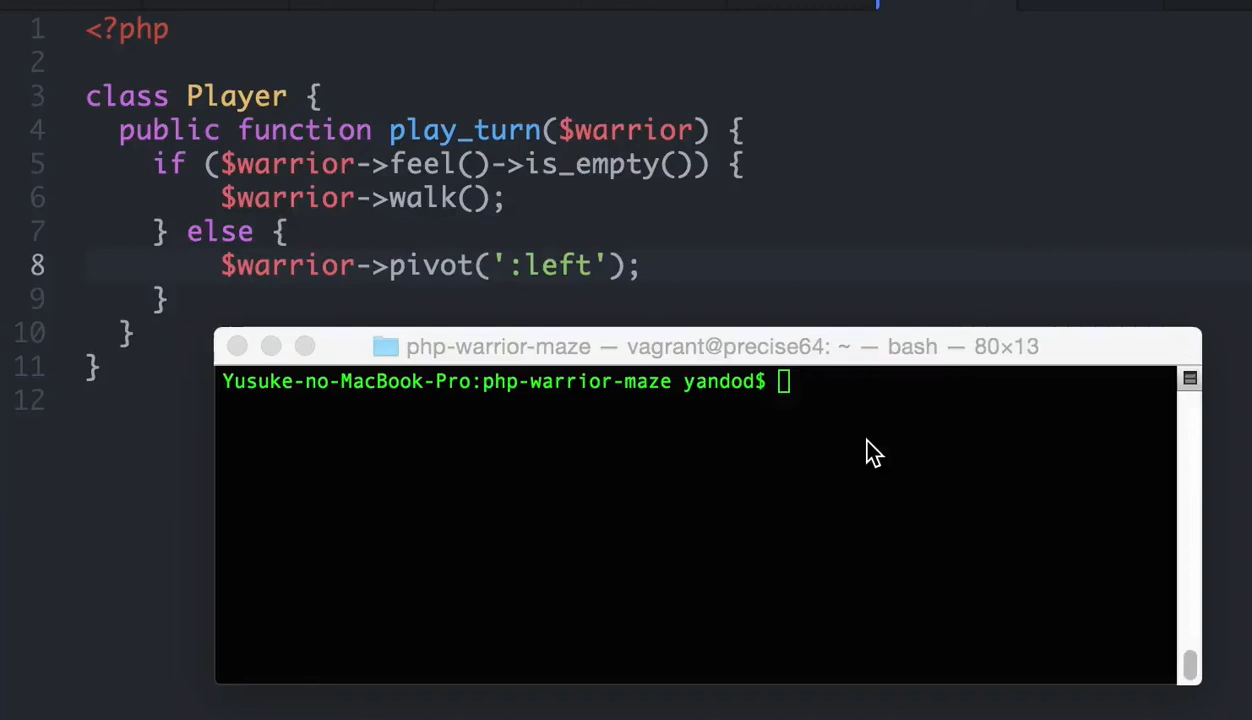 1 <?php
2
3 class Player {
4 public function play_turn($warrior) {
5 if ($warrior->feel()->is_empty()) {
6 $warrior->walk();
7 } else {
8 $warrior->pivot(':left');
9 }
10 }
11 }
12
php-warrior-maze — vagrant@precise64: ~ — bash — 80×13
Yusuke-no-MacBook-Pro:php-warrior-maze yandod$